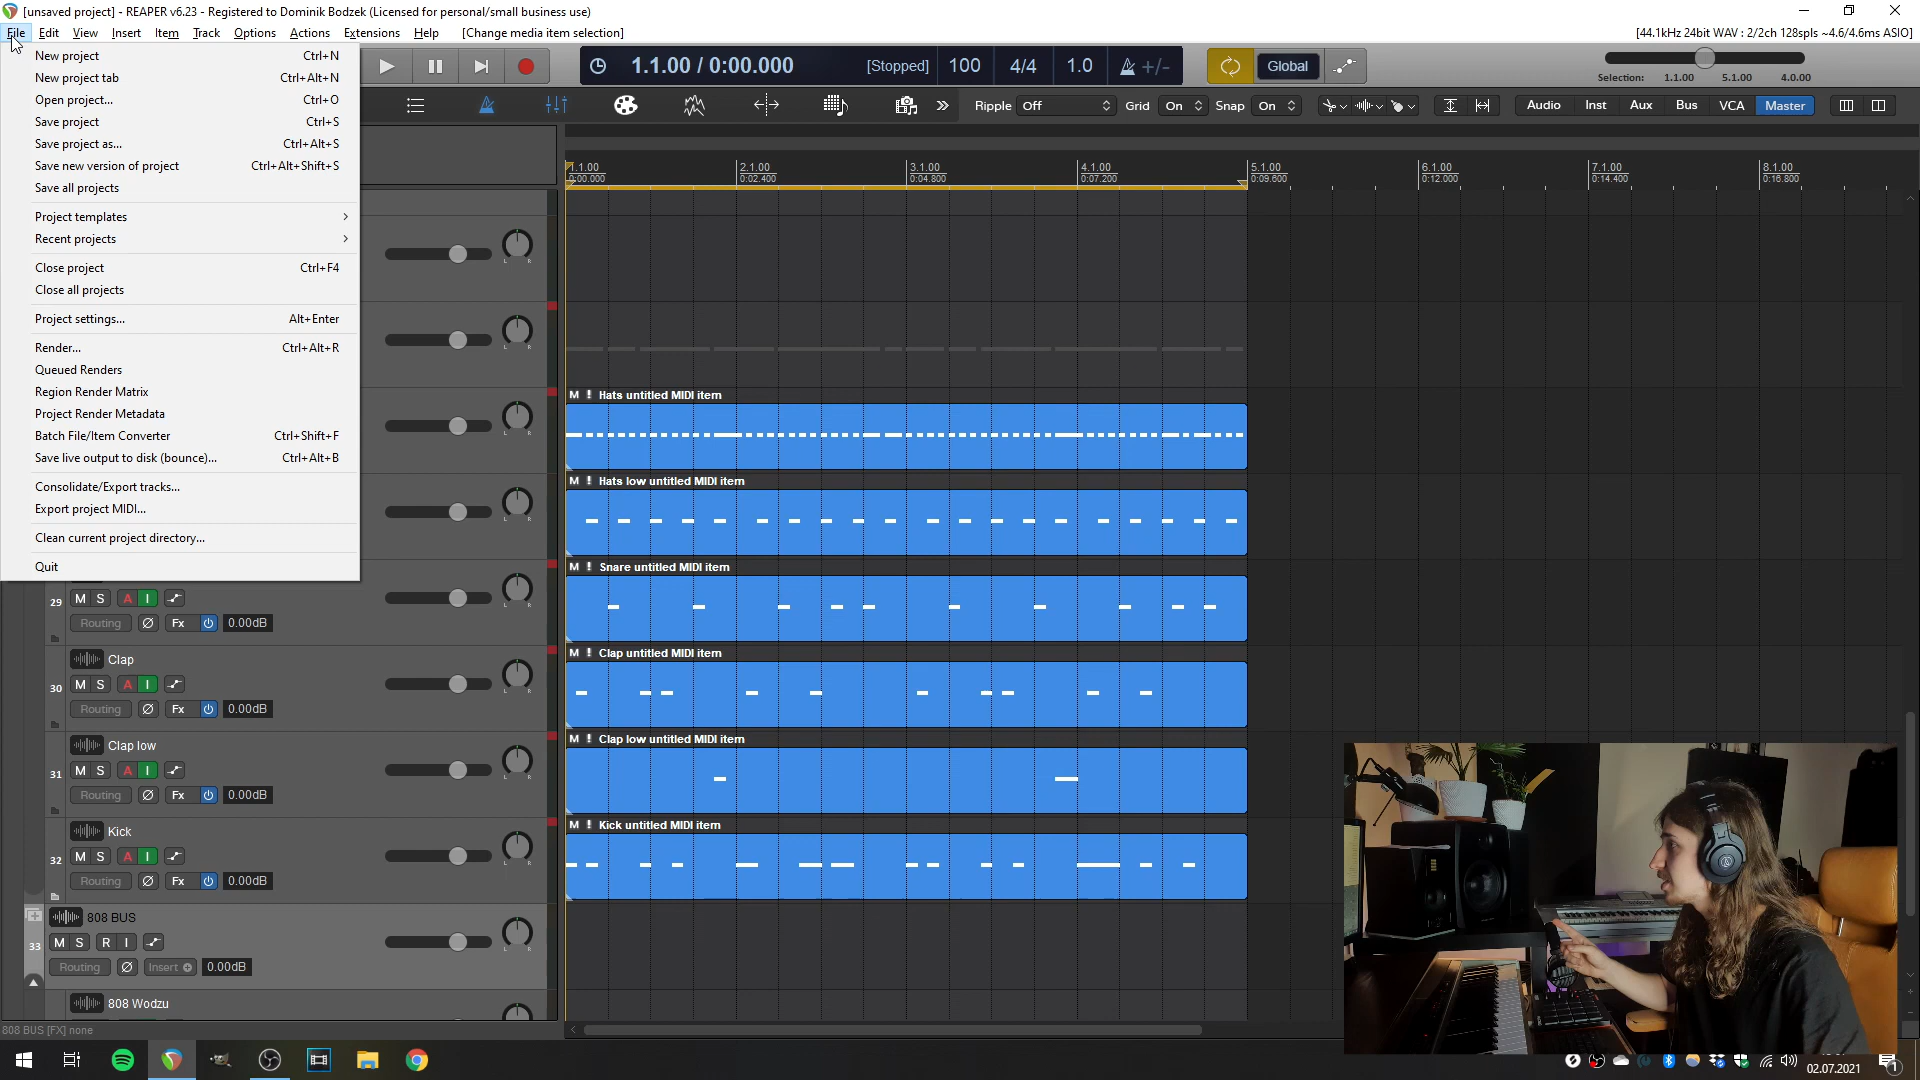 [unsaved project] - REAPER v6.23 - Registered to Dominik Bodzek (Licensed for personal/small business use)
File Edit View Insert Item Track Options Actions Extensions Help [Change media item selection] [44.1kHz 24bit WAV : 2/2ch 128spls ~4.6/4.6ms ASIO]
New project Ctrl+N
New project tab Ctrl+Alt+N
Open project... Ctrl+O
Save project Ctrl+S
Save project as... Ctrl+Alt+S
Save new version of project Ctrl+Alt+Shift+S
Save all projects
Project templates
Recent projects
Close project Ctrl+F4
Close all projects
Project settings... Alt+Enter
Render... Ctrl+Alt+R
Queued Renders
Region Render Matrix
Project Render Metadata
Batch File/Item Converter Ctrl+Shift+F
Save live output to disk (bounce)... Ctrl+Alt+B
Consolidate/Export tracks...
Export project MIDI...
Clean current project directory...
Quit
1.1.00 / 0:00.000 [Stopped] 100 4/4 1.0 +/- Global
Selection: 1.1.00 5.1.00 4.0.00
Ripple Off Grid On Snap On Audio Inst Aux Bus VCA Master
1.1.00 2.1.00 3.1.00 4.1.00 5.1.00 6.1.00 7.1.00 8.1.00
0:00.000 0:02.400 0:04.800 0:07.200 0:09.600 0:12.000 0:14.400 0:16.800
L R
L R
M ! Hats untitled MIDI item
L R
M ! Hats low untitled MIDI item
L R
M ! Snare untitled MIDI item
29 M S A I L R
Routing Ø Fx 0.00dB
Clap
M ! Clap untitled MIDI item
30 M S A I L R
Routing Ø Fx 0.00dB
Clap low
M ! Clap low untitled MIDI item
31 M S A I L R
Routing Ø Fx 0.00dB
Kick
M ! Kick untitled MIDI item
32 M S A I L R
Routing Ø Fx 0.00dB
808 BUS
33 M S R I L R
Routing Ø Insert 0.00dB
808 Wodzu
808 BUS [FX] none
02.07.2021
1